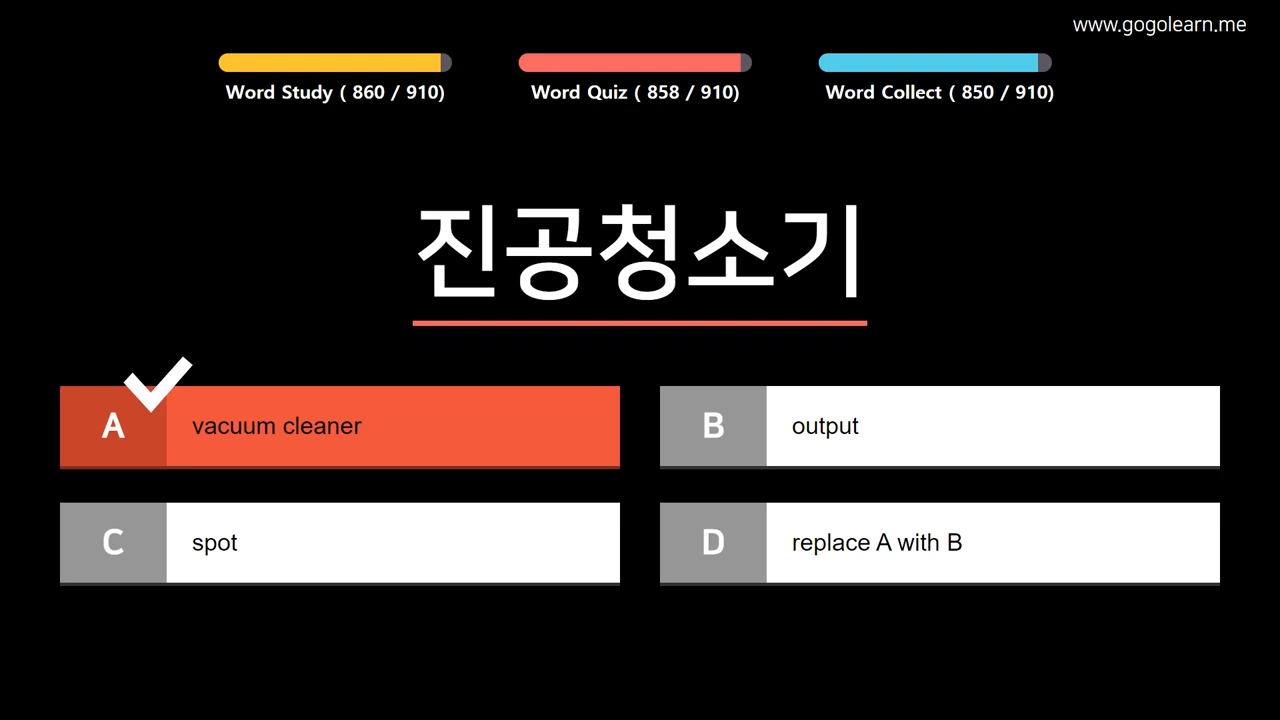 www.gogolearn.me
Word Study ( 860 / 910)
Word Quiz ( 858 / 910)
Word Collect ( 850 / 910)
진공청소기
A vacuum cleaner
B output
C spot
D replace A with B